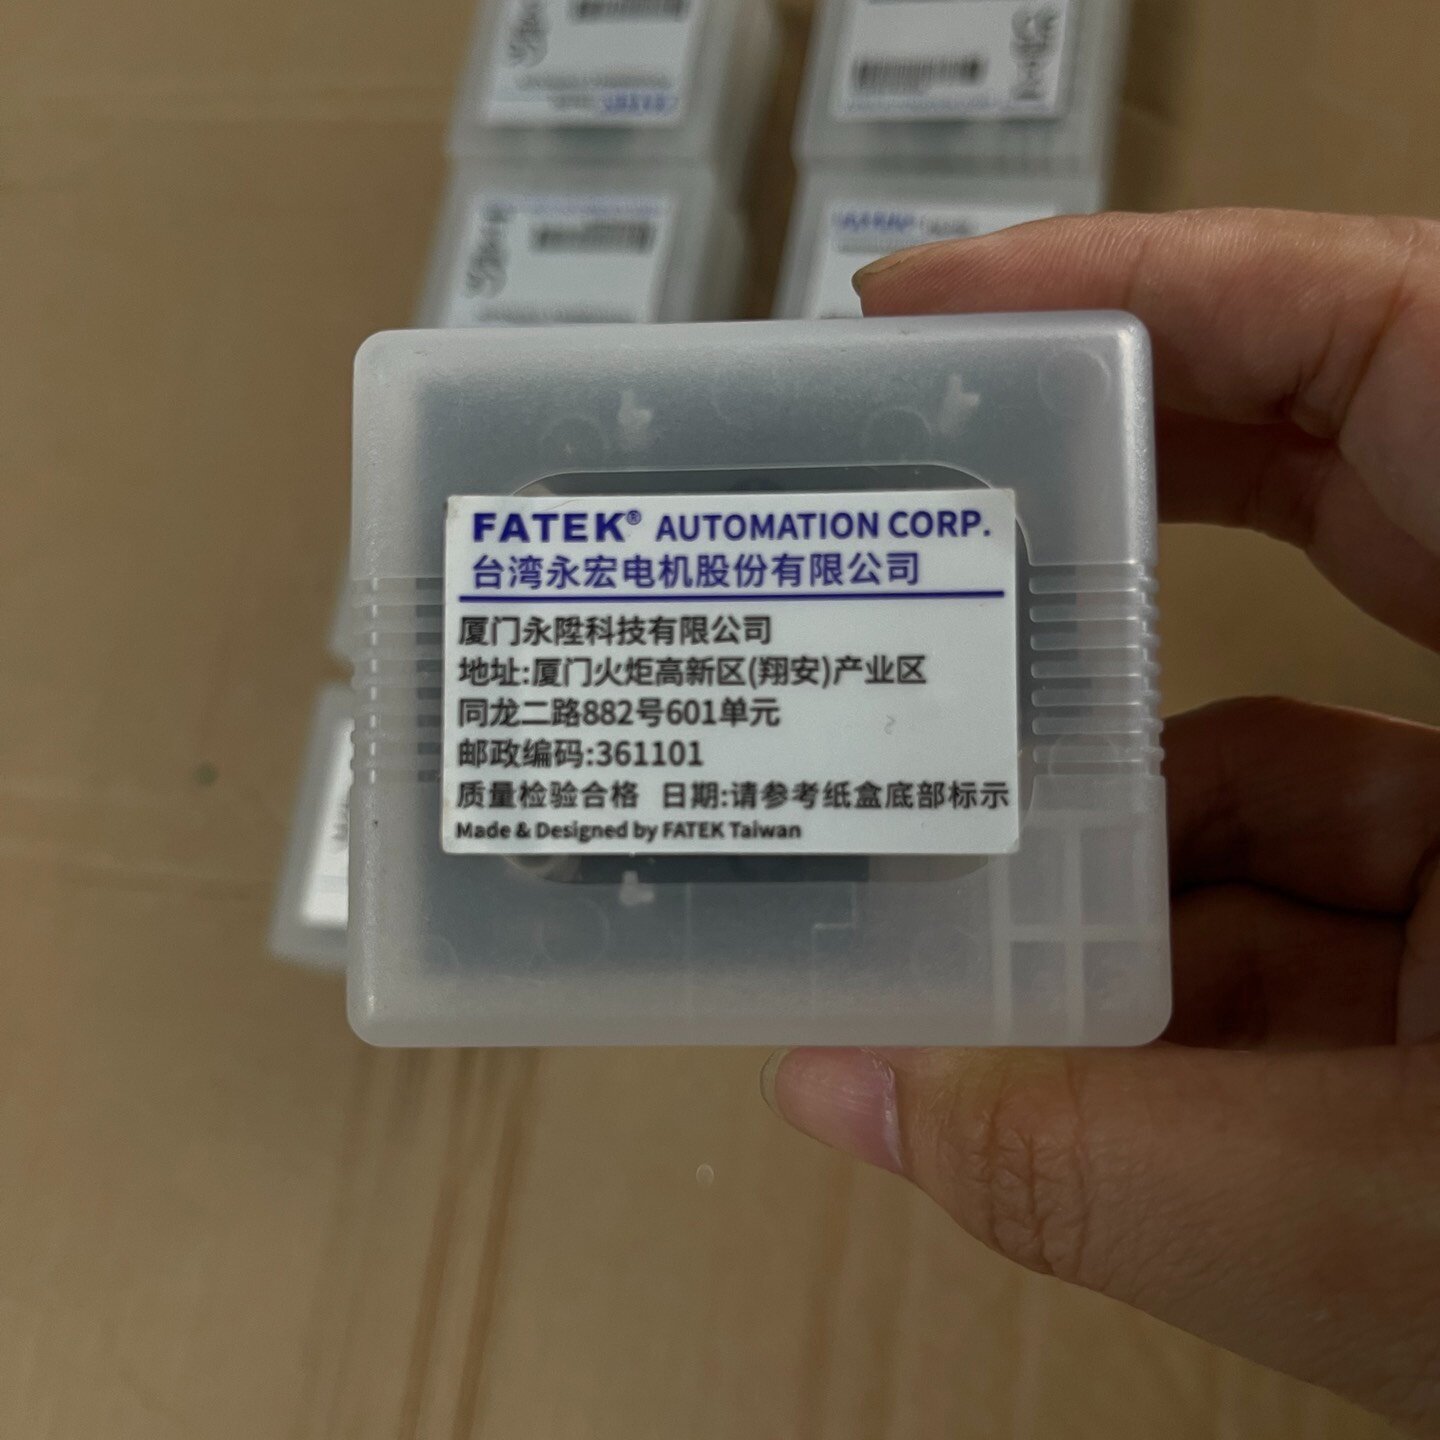 FATEK® AUTOMATION CORP.
台湾永宏电机股份有限公司
厦门永陞科技有限公司
地址:厦门火炬高新区(翔安)产业区
同龙二路882号601单元
邮政编码:361101
质量检验合格 日期:请参考纸盒底部标示
Made & Designed by FATEK Taiwan